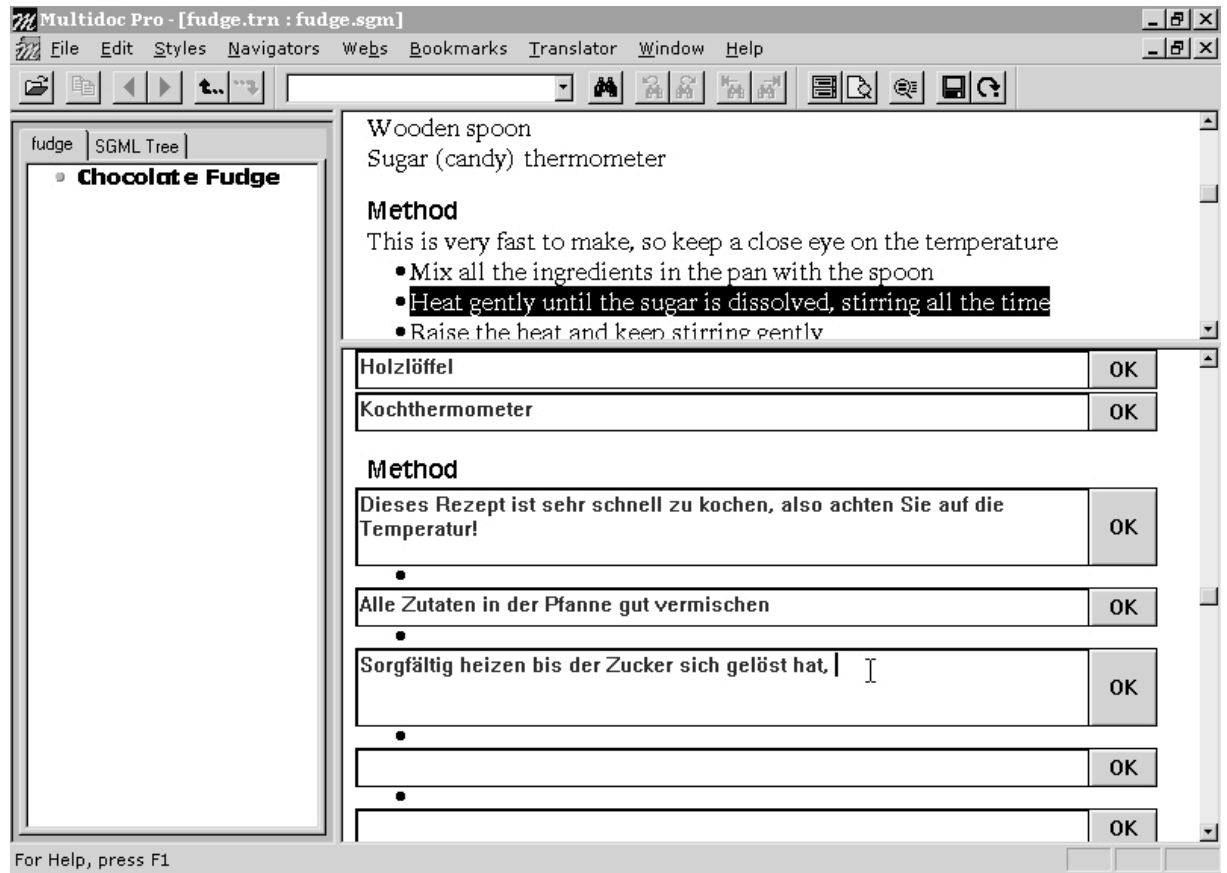 Multidoc Pro - [fudge.trn : fudge.sgm]
File Edit Styles Navigators Webs Bookmarks Translator Window Help
fudge SGML Tree
Chocolate Fudge
Wooden spoon
Sugar (candy) thermometer
Method
This is very fast to make, so keep a close eye on the temperature
•Mix all the ingredients in the pan with the spoon
•Heat gently until the sugar is dissolved, stirring all the time
•Raise the heat and keep stirring gently
Holzlöffel OK
Kochthermometer OK
Method
Dieses Rezept ist sehr schnell zu kochen, also achten Sie auf die
Temperatur!
OK
•
Alle Zutaten in der Pfanne gut vermischen OK
•
Sorgfältig heizen bis der Zucker sich gelöst hat,
OK
•
OK
•
OK
For Help, press F1